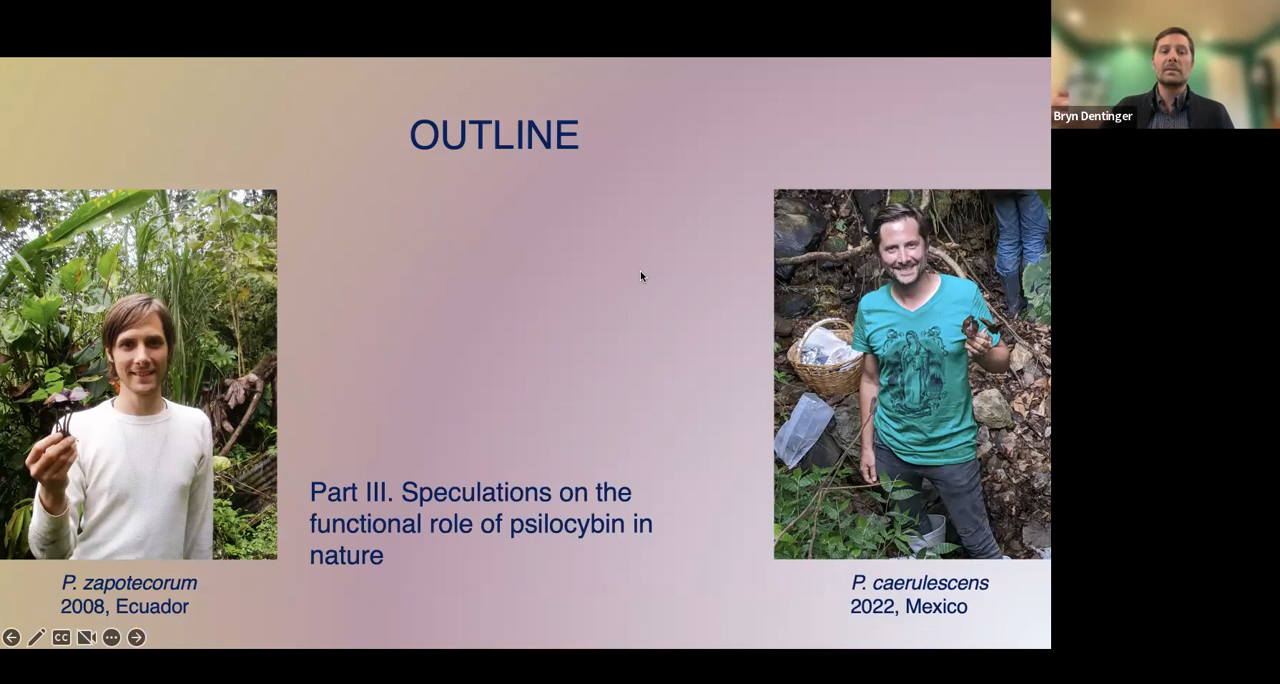 OUTLINE
Bryn Dentinger
Part III. Speculations on the
functional role of psilocybin in
nature
P. zapotecorum
2008, Ecuador
P. caerulescens
2022, Mexico
CC